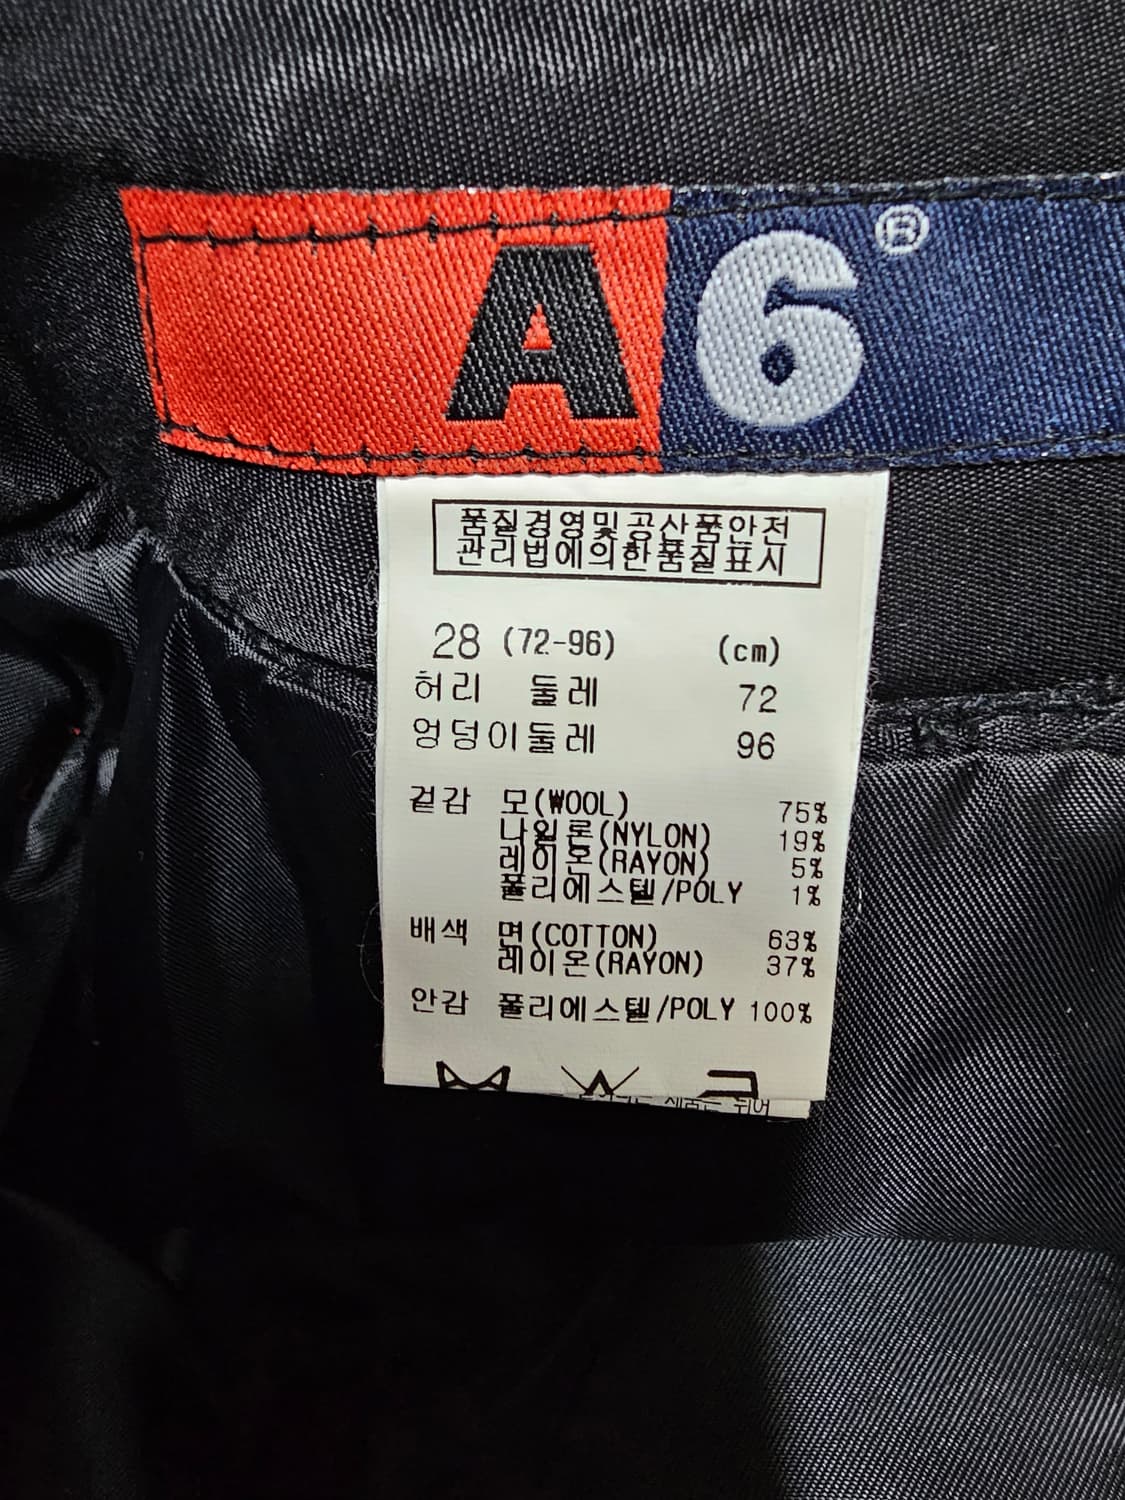 A6®
품질경영및공산품안전
관리법에의한품질표시
28 (72-96) (cm)
허리 둘레 72
엉덩이둘레 96
겉감 모(WOOL) 75%
나일론(NYLON) 19%
레이온(RAYON) 5%
폴리에스텔/POLY 1%
배색 면(COTTON) 63%
레이온(RAYON) 37%
안감 폴리에스텔/POLY 100%